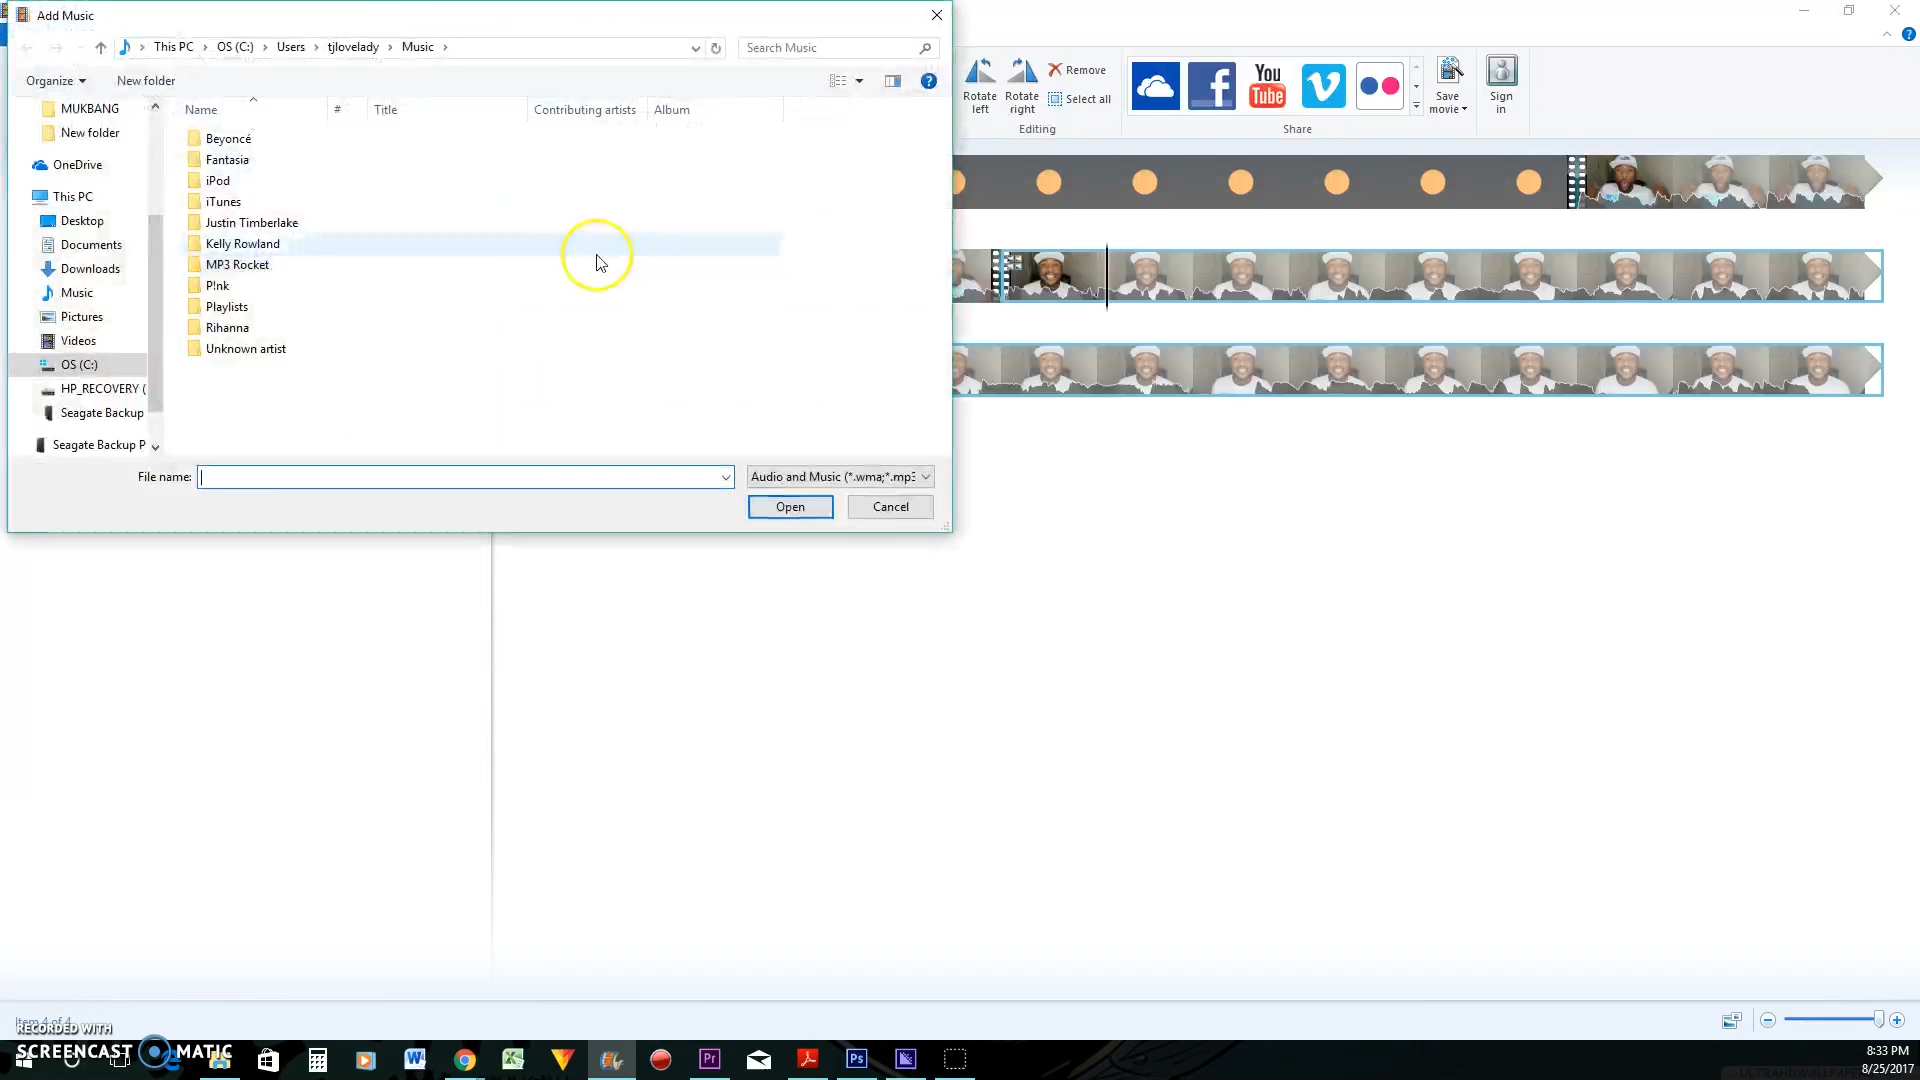 Add Music
This PC > OS (C:) > Users > tjlovelady > Music >
Search Music
Organize
New folder
MUKBANG
New folder
OneDrive
This PC
Desktop
Documents
Downloads
Music
Pictures
Videos
OS (C:)
HP_RECOVERY (
Seagate Backup
Seagate Backup P
Name
#
Title
Contributing artists
Album
Beyoncé
Fantasia
iPod
iTunes
Justin Timberlake
Kelly Rowland
MP3 Rocket
P!nk
Playlists
Rihanna
Unknown artist
File name:
Audio and Music (*.wma;*.mp3
Open
Cancel
Rotate left
Rotate right
Remove
Select all
Editing
You Tube
Share
Save movie
Sign in
Item 4 of 4
RECORDED WITH
SCREENCAST MATIC
8:33 PM
8/25/2017